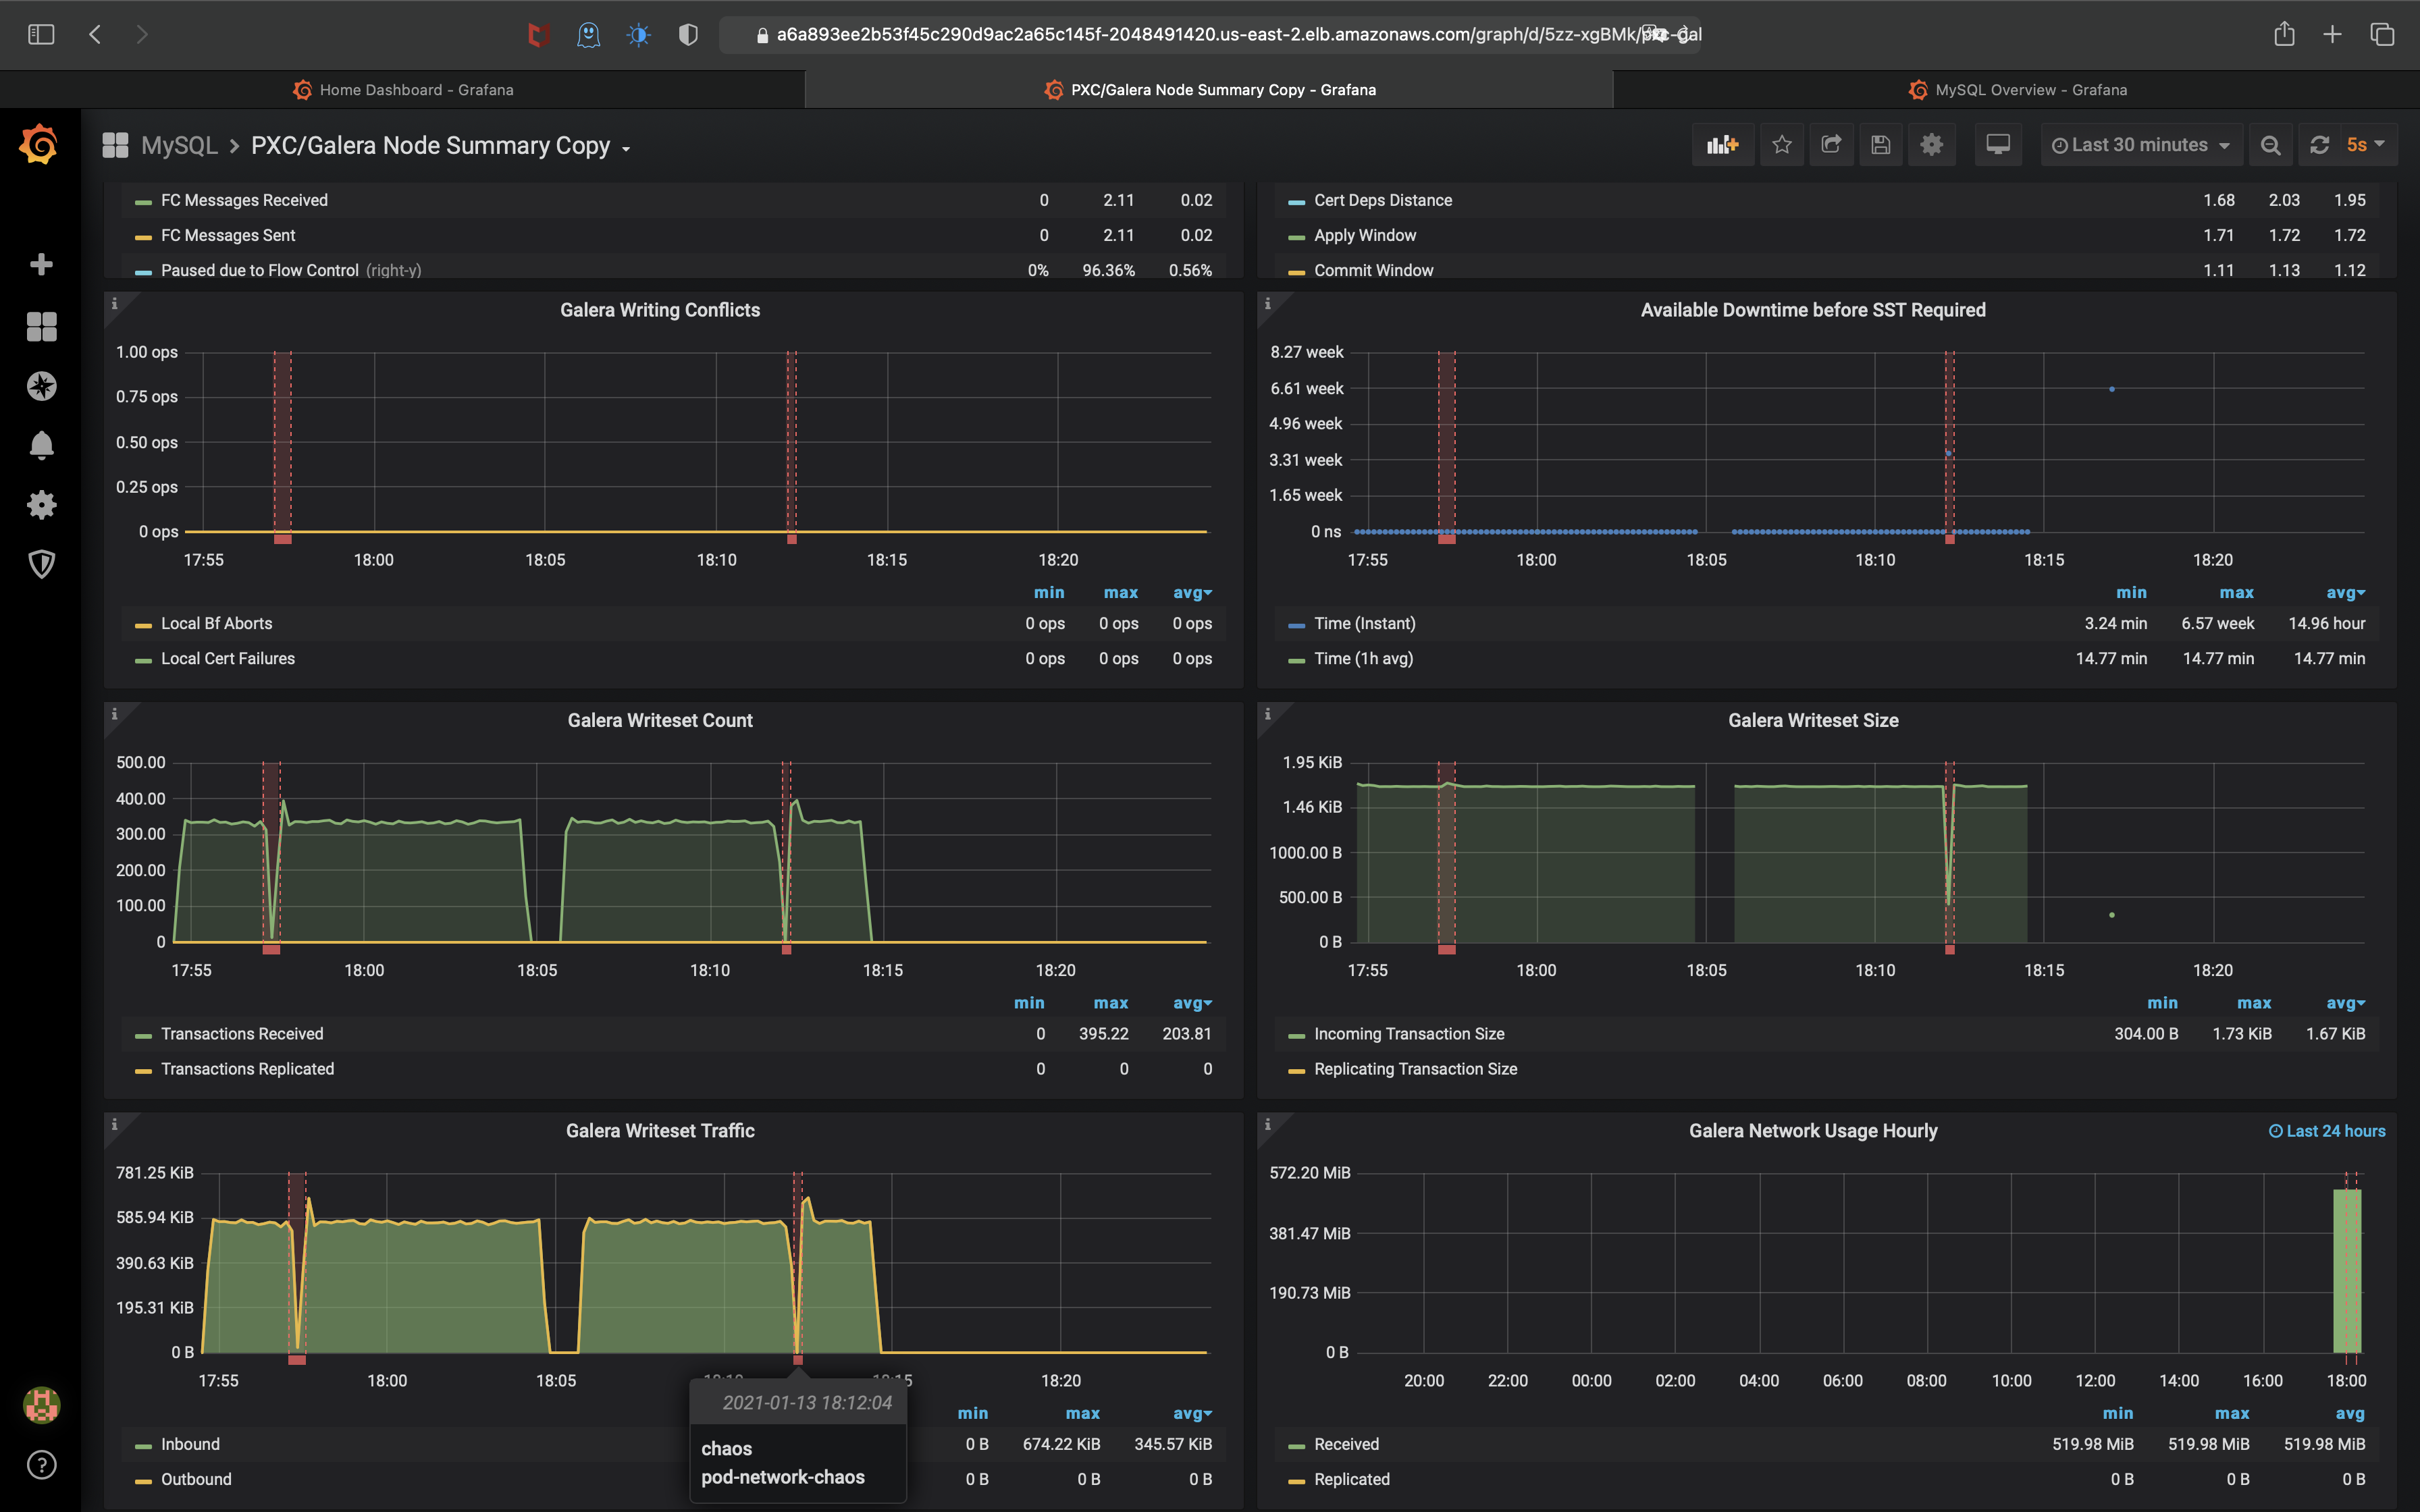 a6a893ee2b53f45c290d9ac2a65c145f-2048491420.us-east-2.elb.amazonaws.com/graph/d/5zz-xgBMk/
Home Dashboard - Grafana
PXC/Galera Node Summary Copy - Grafana
MySQL Overview - Grafana
MySQL > PXC/Galera Node Summary Copy
Last 30 minutes
5s
FC Messages Received 0 2.11 0.02
FC Messages Sent 0 2.11 0.02
Paused due to Flow Control (right-y) 0% 96.36% 0.56%
Cert Deps Distance 1.68 2.03 1.95
Apply Window 1.71 1.72 1.72
Commit Window 1.11 1.13 1.12
Galera Writing Conflicts
1.00 ops
0.75 ops
0.50 ops
0.25 ops
0 ops
17:55 18:00 18:05 18:10 18:15 18:20
min max avg
Local Bf Aborts 0 ops 0 ops 0 ops
Local Cert Failures 0 ops 0 ops 0 ops
Available Downtime before SST Required
8.27 week
6.61 week
4.96 week
3.31 week
1.65 week
0 ns
17:55 18:00 18:05 18:10 18:15 18:20
min max avg
Time (Instant) 3.24 min 6.57 week 14.96 hour
Time (1h avg) 14.77 min 14.77 min 14.77 min
Galera Writeset Count
500.00
400.00
300.00
200.00
100.00
0
17:55 18:00 18:05 18:10 18:15 18:20
min max avg
Transactions Received 0 395.22 203.81
Transactions Replicated 0 0 0
Galera Writeset Size
1.95 KiB
1.46 KiB
1000.00 B
500.00 B
0 B
17:55 18:00 18:05 18:10 18:15 18:20
min max avg
Incoming Transaction Size 304.00 B 1.73 KiB 1.67 KiB
Replicating Transaction Size
Galera Writeset Traffic
781.25 KiB
585.94 KiB
390.63 KiB
195.31 KiB
0 B
17:55 18:00 18:05 18:20
2021-01-13 18:12:04
chaos
pod-network-chaos
min max avg
Inbound 0 B 674.22 KiB 345.57 KiB
Outbound 0 B 0 B 0 B
Galera Network Usage Hourly
Last 24 hours
572.20 MiB
381.47 MiB
190.73 MiB
0 B
20:00 22:00 00:00 02:00 04:00 06:00 08:00 10:00 12:00 14:00 16:00 18:00
min max avg
Received 519.98 MiB 519.98 MiB 519.98 MiB
Replicated 0 B 0 B 0 B